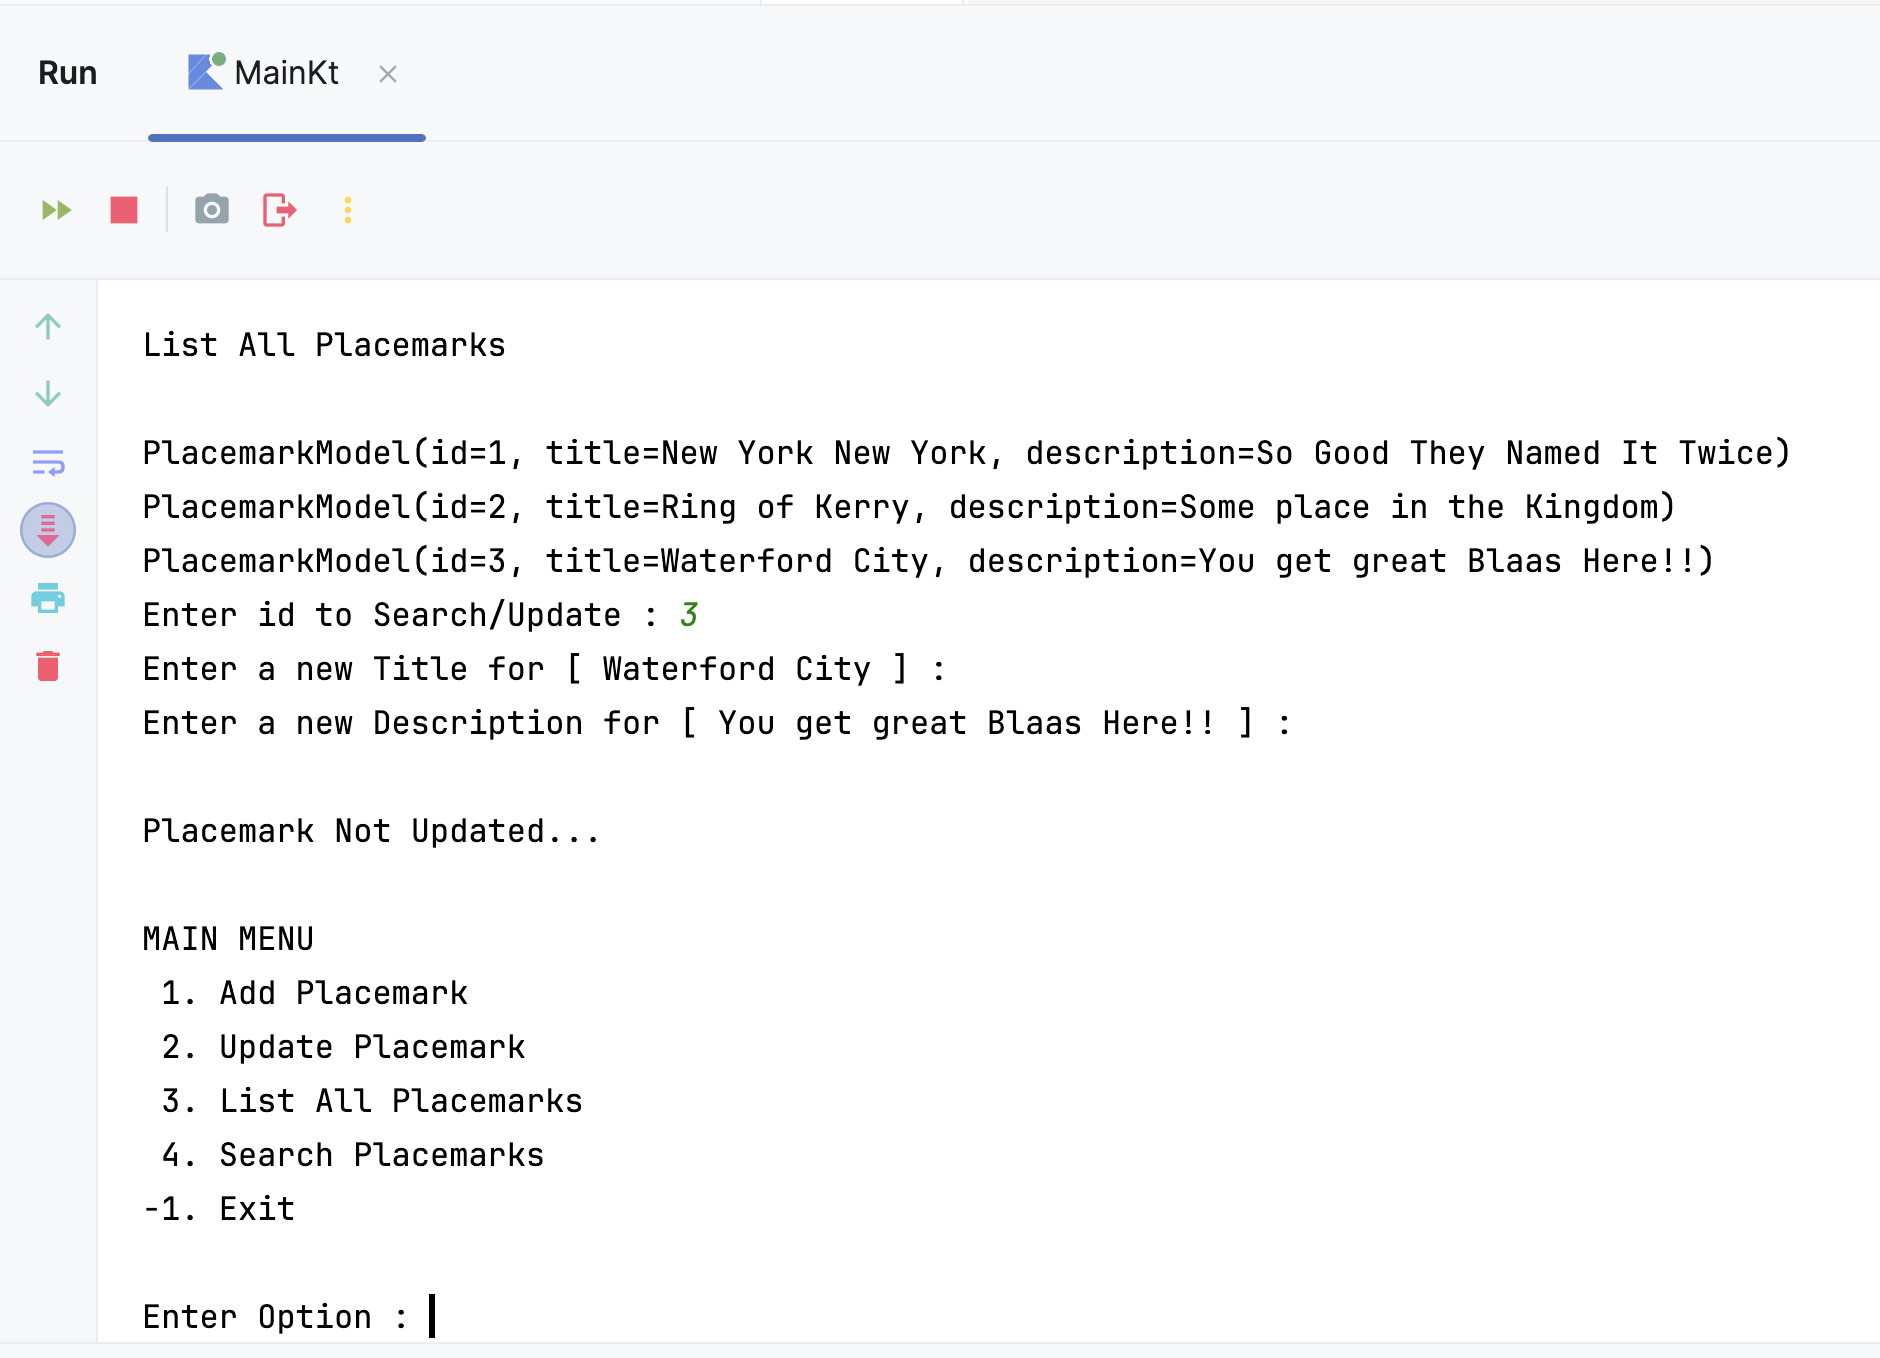 Run MainKt
List All Placemarks
PlacemarkModel(id=1, title=New York New York, description=So Good They Named It Twice)
PlacemarkModel(id=2, title=Ring of Kerry, description=Some place in the Kingdom)
PlacemarkModel(id=3, title=Waterford City, description=You get great Blaas Here!!)
Enter id to Search/Update : 3
Enter a new Title for [ Waterford City ] :
Enter a new Description for [ You get great Blaas Here!! ] :
Placemark Not Updated...
MAIN MENU
1. Add Placemark
2. Update Placemark
3. List All Placemarks
4. Search Placemarks
-1. Exit
Enter Option :